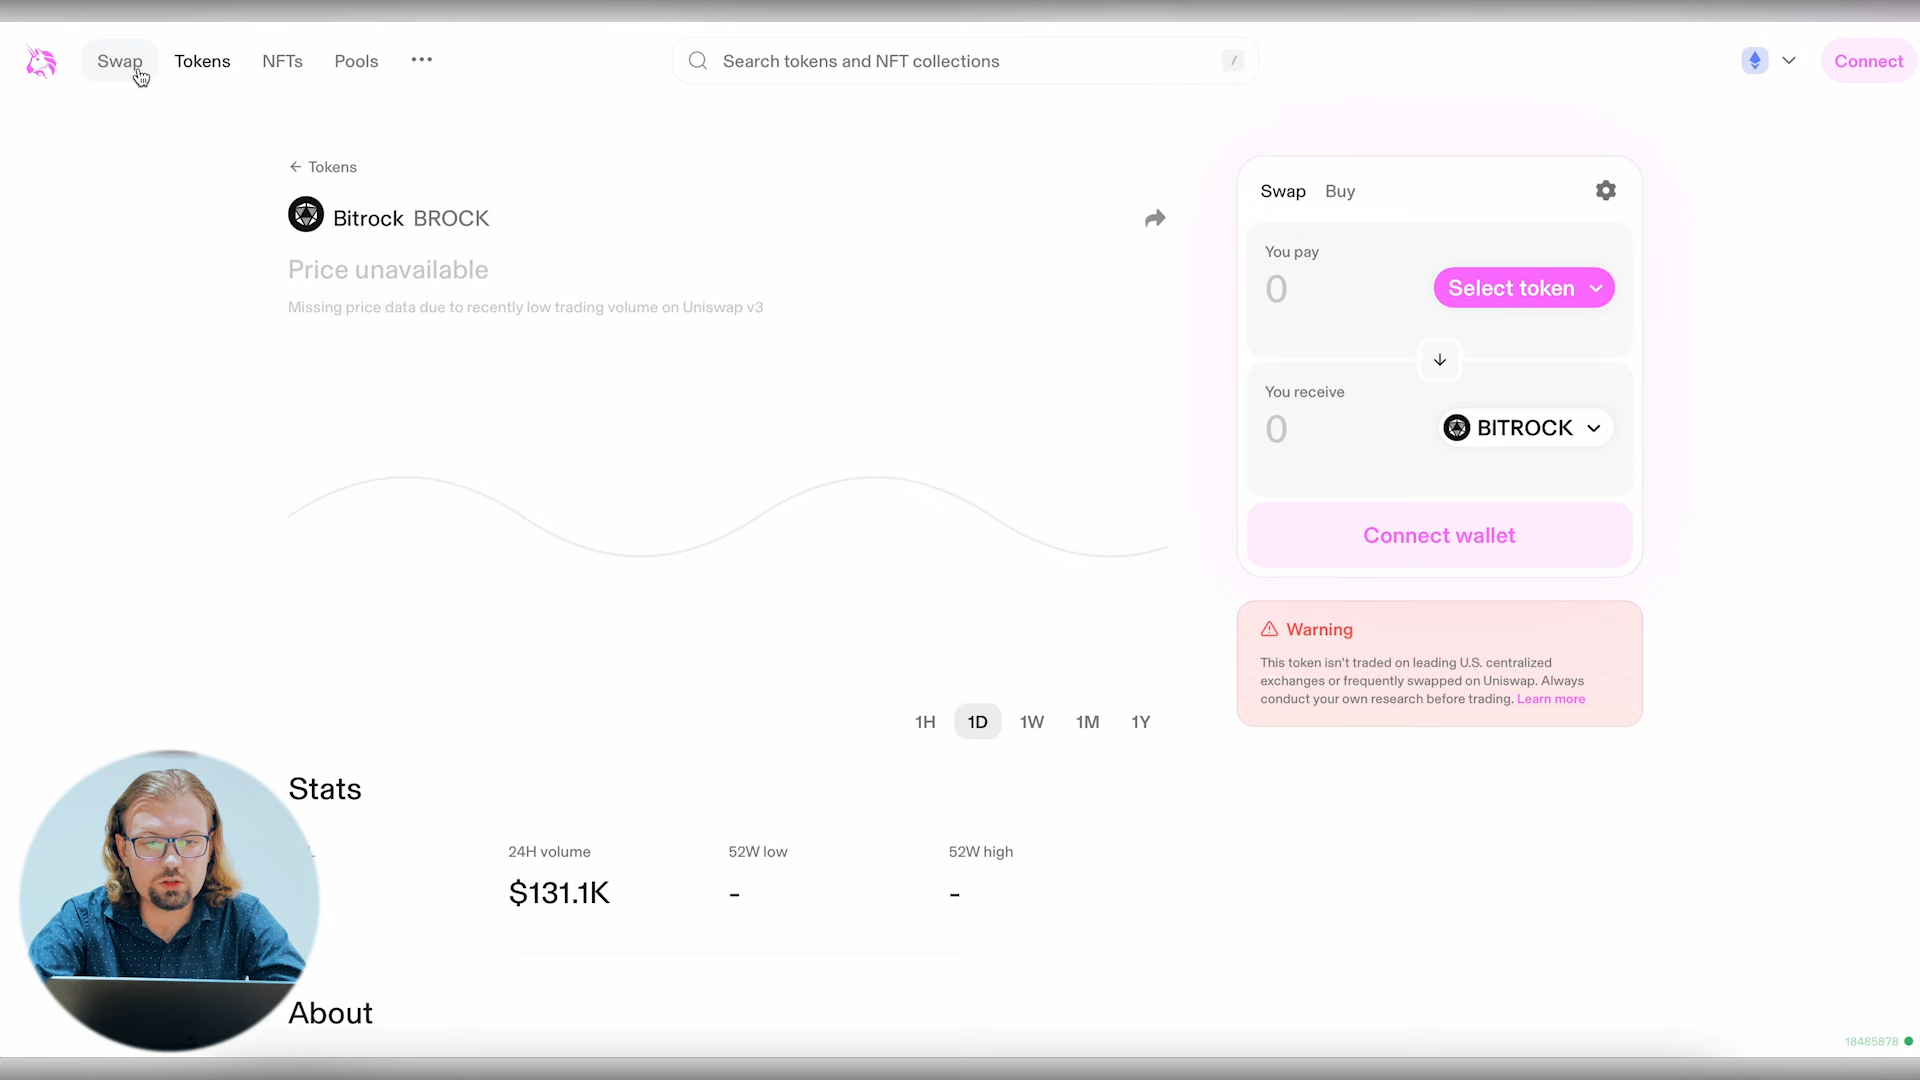 Swap Tokens NFTs Pools
Search tokens and NFT collections /
Connect
← Tokens
Bitrock BROCK
Price unavailable
Missing price data due to recently low trading volume on Uniswap v3
Swap Buy
You pay
0 Select token
You receive
0 BITROCK
Connect wallet
Warning
This token isn't traded on leading U.S. centralized
exchanges or frequently swapped on Uniswap. Always
conduct your own research before trading. Learn more
1H 1D 1W 1M 1Y
Stats
24H volume 52W low 52W high
$131.1K - -
About
18485878